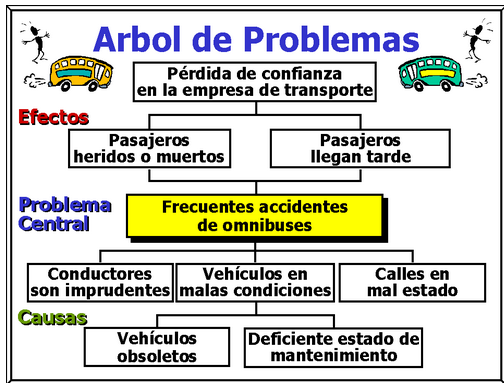 Arbol de Problemas
Pérdida de confianza
en la empresa de transporte
Efectos
Pasajeros
heridos o muertos
Pasajeros
llegan tarde
Problema
Central
Frecuentes accidentes
de omnibuses
Conductores
son imprudentes
Vehículos en
malas condiciones
Calles en
mal estado
Causas
Vehículos
obsoletos
Deficiente estado de
mantenimiento